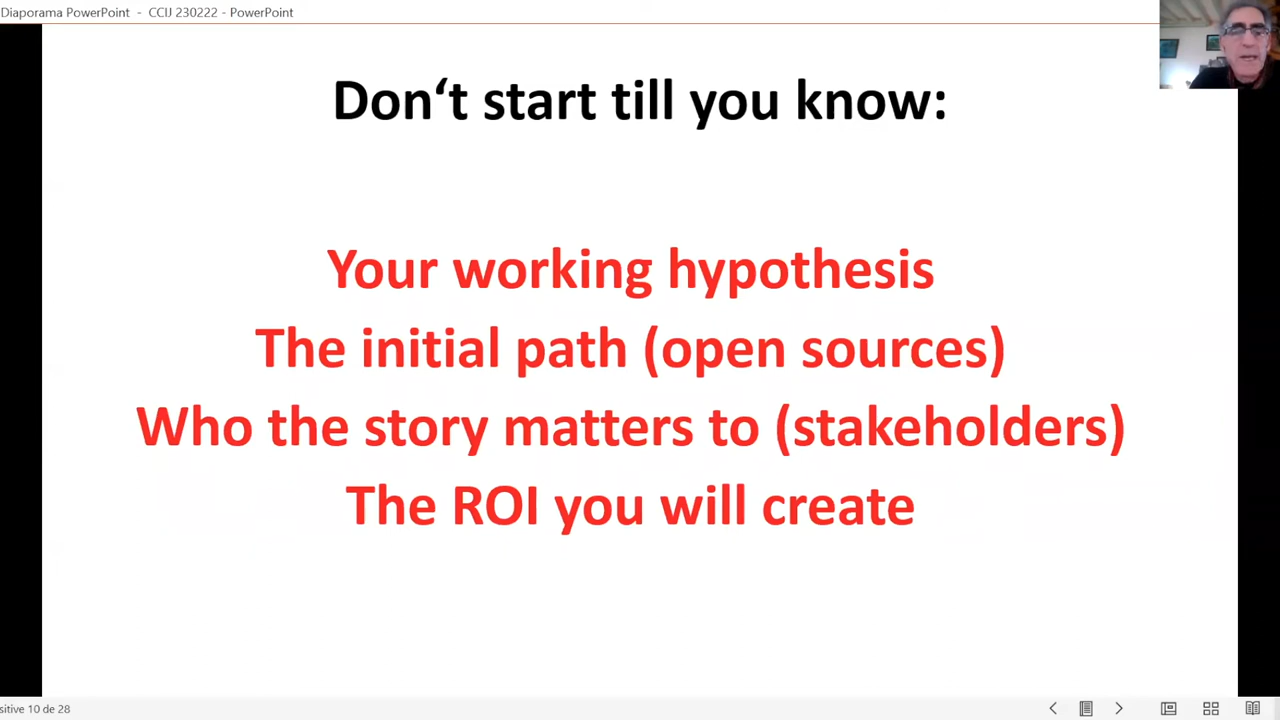 Diaporama PowerPoint - CCIJ 230222 - PowerPoint
Don‘t start till you know:
Your working hypothesis
The initial path (open sources)
Who the story matters to (stakeholders)
The ROI you will create
sitive 10 de 28